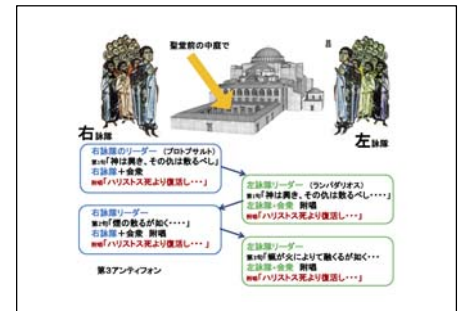 聖堂前の中庭で
右詠隊
左詠隊
右詠隊のリーダー (プロトプサルト)
第1句「神は興き、その仇は散るべし」
右詠隊+会衆
附唱「ハリストス死より復活し・・・」
左詠隊リーダー (ランパダリオス)
第1句「神は興き、その仇は散るべし・・・・」
左詠隊+会衆 附唱
附唱「ハリストス死より復活し・・・」
右詠隊リーダー
第2句「煙の散るが如く・・・・」
右詠隊+会衆 附唱
附唱「ハリストス死より復活し・・・」
左詠隊リーダー
第3句「蝋が火によりて融くるが如く・・・
左詠隊+会衆 附唱
附唱「ハリストス死より復活し・・・」
第3アンティフォン